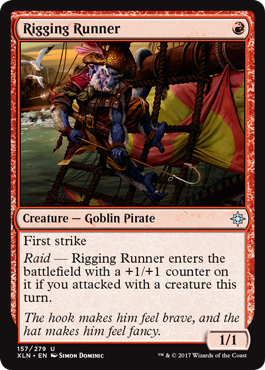 Rigging Runner
Creature — Goblin Pirate
First strike
Raid — Rigging Runner enters the
battlefield with a +1/+1 counter on
it if you attacked with a creature this
turn.
The hook makes him feel brave, and the
hat makes him feel fancy.
1/1
157/279 U
XLN • EN SIMON DOMINIC
™ & © 2017 Wizards of the Coast